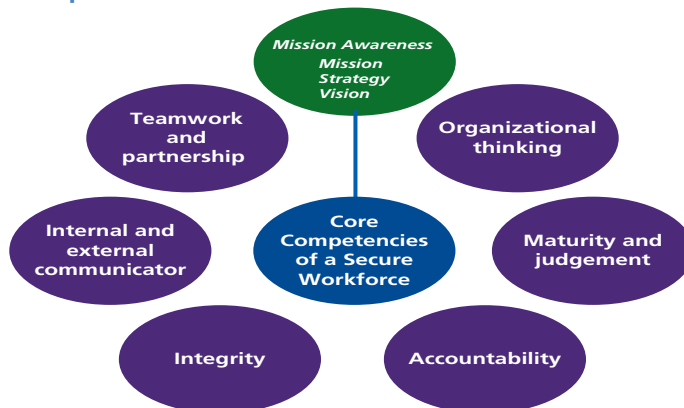 Mission Awareness
Mission
Strategy
Vision
Teamwork
and
partnership
Organizational
thinking
Internal and
external
communicator
Core
Competencies
of a Secure
Workforce
Maturity and
judgement
Integrity
Accountability